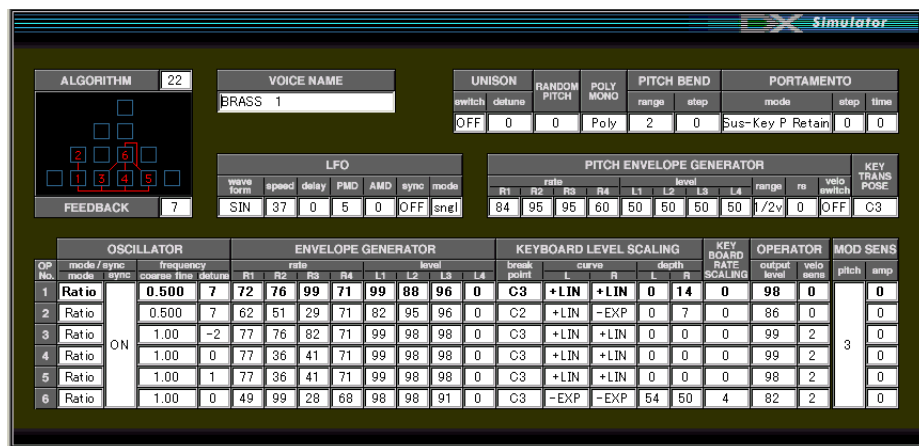 DX Simulator
ALGORITHM 22
VOICE NAME
BRASS 1
UNISON RANDOM PITCH POLY MONO PITCH BEND PORTAMENTO
switch detune range step mode step time
OFF 0 0 Poly 2 0 Sus-Key P Retain 0 0
2 6
1 3 4 5
FEEDBACK 7
LFO
wave form speed delay PMD AMD sync mode
SIN 37 0 5 0 OFF sngl
PITCH ENVELOPE GENERATOR KEY TRANS POSE
rate level range rs velo switch
R1 R2 R3 R4 L1 L2 L3 L4
84 95 95 60 50 50 50 50 1/2v 0 OFF C3
OSCILLATOR ENVELOPE GENERATOR KEYBOARD LEVEL SCALING KEY BOARD RATE SCALING OPERATOR MOD SENS
OP No. mode/sync frequency rate level break point curve depth output level velo sens pitch amp
mode sync coarse fine detune R1 R2 R3 R4 L1 L2 L3 L4 L R L R
1 Ratio ON 0.500 7 72 76 99 71 99 88 96 0 C3 +LIN +LIN 0 14 0 98 0 3 0
2 Ratio 0.500 7 62 51 29 71 82 95 96 0 C2 +LIN -EXP 0 7 0 86 0 0
3 Ratio 1.00 -2 77 76 82 71 99 98 98 0 C3 +LIN +LIN 0 0 0 99 2 0
4 Ratio 1.00 0 77 36 41 71 99 98 98 0 C3 +LIN +LIN 0 0 0 99 2 0
5 Ratio 1.00 1 77 36 41 71 99 98 98 0 C3 +LIN +LIN 0 0 0 98 2 0
6 Ratio 1.00 0 49 99 28 68 98 98 91 0 C3 -EXP -EXP 54 50 4 82 2 0